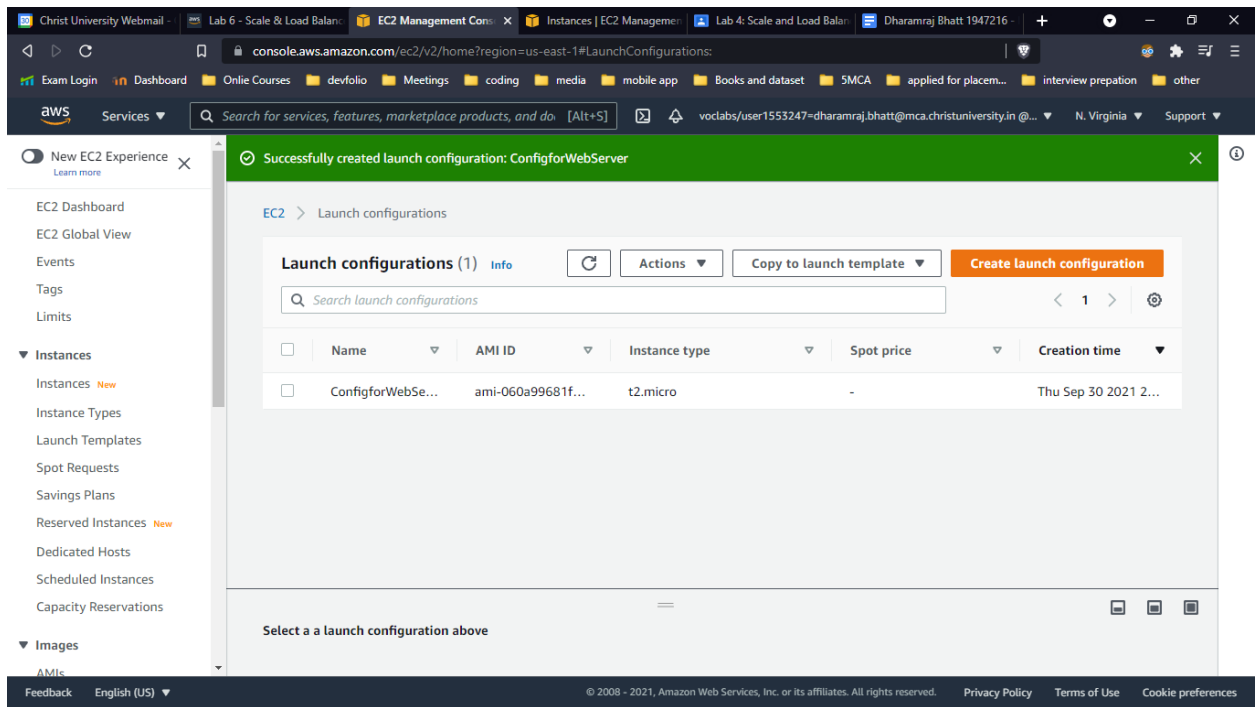 Christ University Webmail -
Lab 6 - Scale & Load Balanc
EC2 Management Cons
Instances | EC2 Managemen
Lab 4: Scale and Load Balan
Dharamraj Bhatt 1947216 -
console.aws.amazon.com/ec2/v2/home?region=us-east-1#LaunchConfigurations:
Exam Login Dashboard Onlie Courses devfolio Meetings coding media mobile app Books and dataset 5MCA applied for placem... interview prepation other
aws Services ▼ Search for services, features, marketplace products, and do [Alt+S] voclabs/user1553247=dharamraj.bhatt@mca.christuniversity.in @... ▼ N. Virginia ▼ Support ▼
New EC2 Experience
Learn more
EC2 Dashboard
EC2 Global View
Events
Tags
Limits
Instances
Instances New
Instance Types
Launch Templates
Spot Requests
Savings Plans
Reserved Instances New
Dedicated Hosts
Scheduled Instances
Capacity Reservations
Images
AMIs
Successfully created launch configuration: ConfigforWebServer
EC2 > Launch configurations
Launch configurations (1) Info
Actions ▼ Copy to launch template ▼ Create launch configuration
Search launch configurations
< 1 >
Name AMI ID Instance type Spot price Creation time
ConfigforWebSe... ami-060a99681f... t2.micro - Thu Sep 30 2021 2...
Select a a launch configuration above
Feedback English (US) ▼ © 2008 - 2021, Amazon Web Services, Inc. or its affiliates. All rights reserved. Privacy Policy Terms of Use Cookie preferences